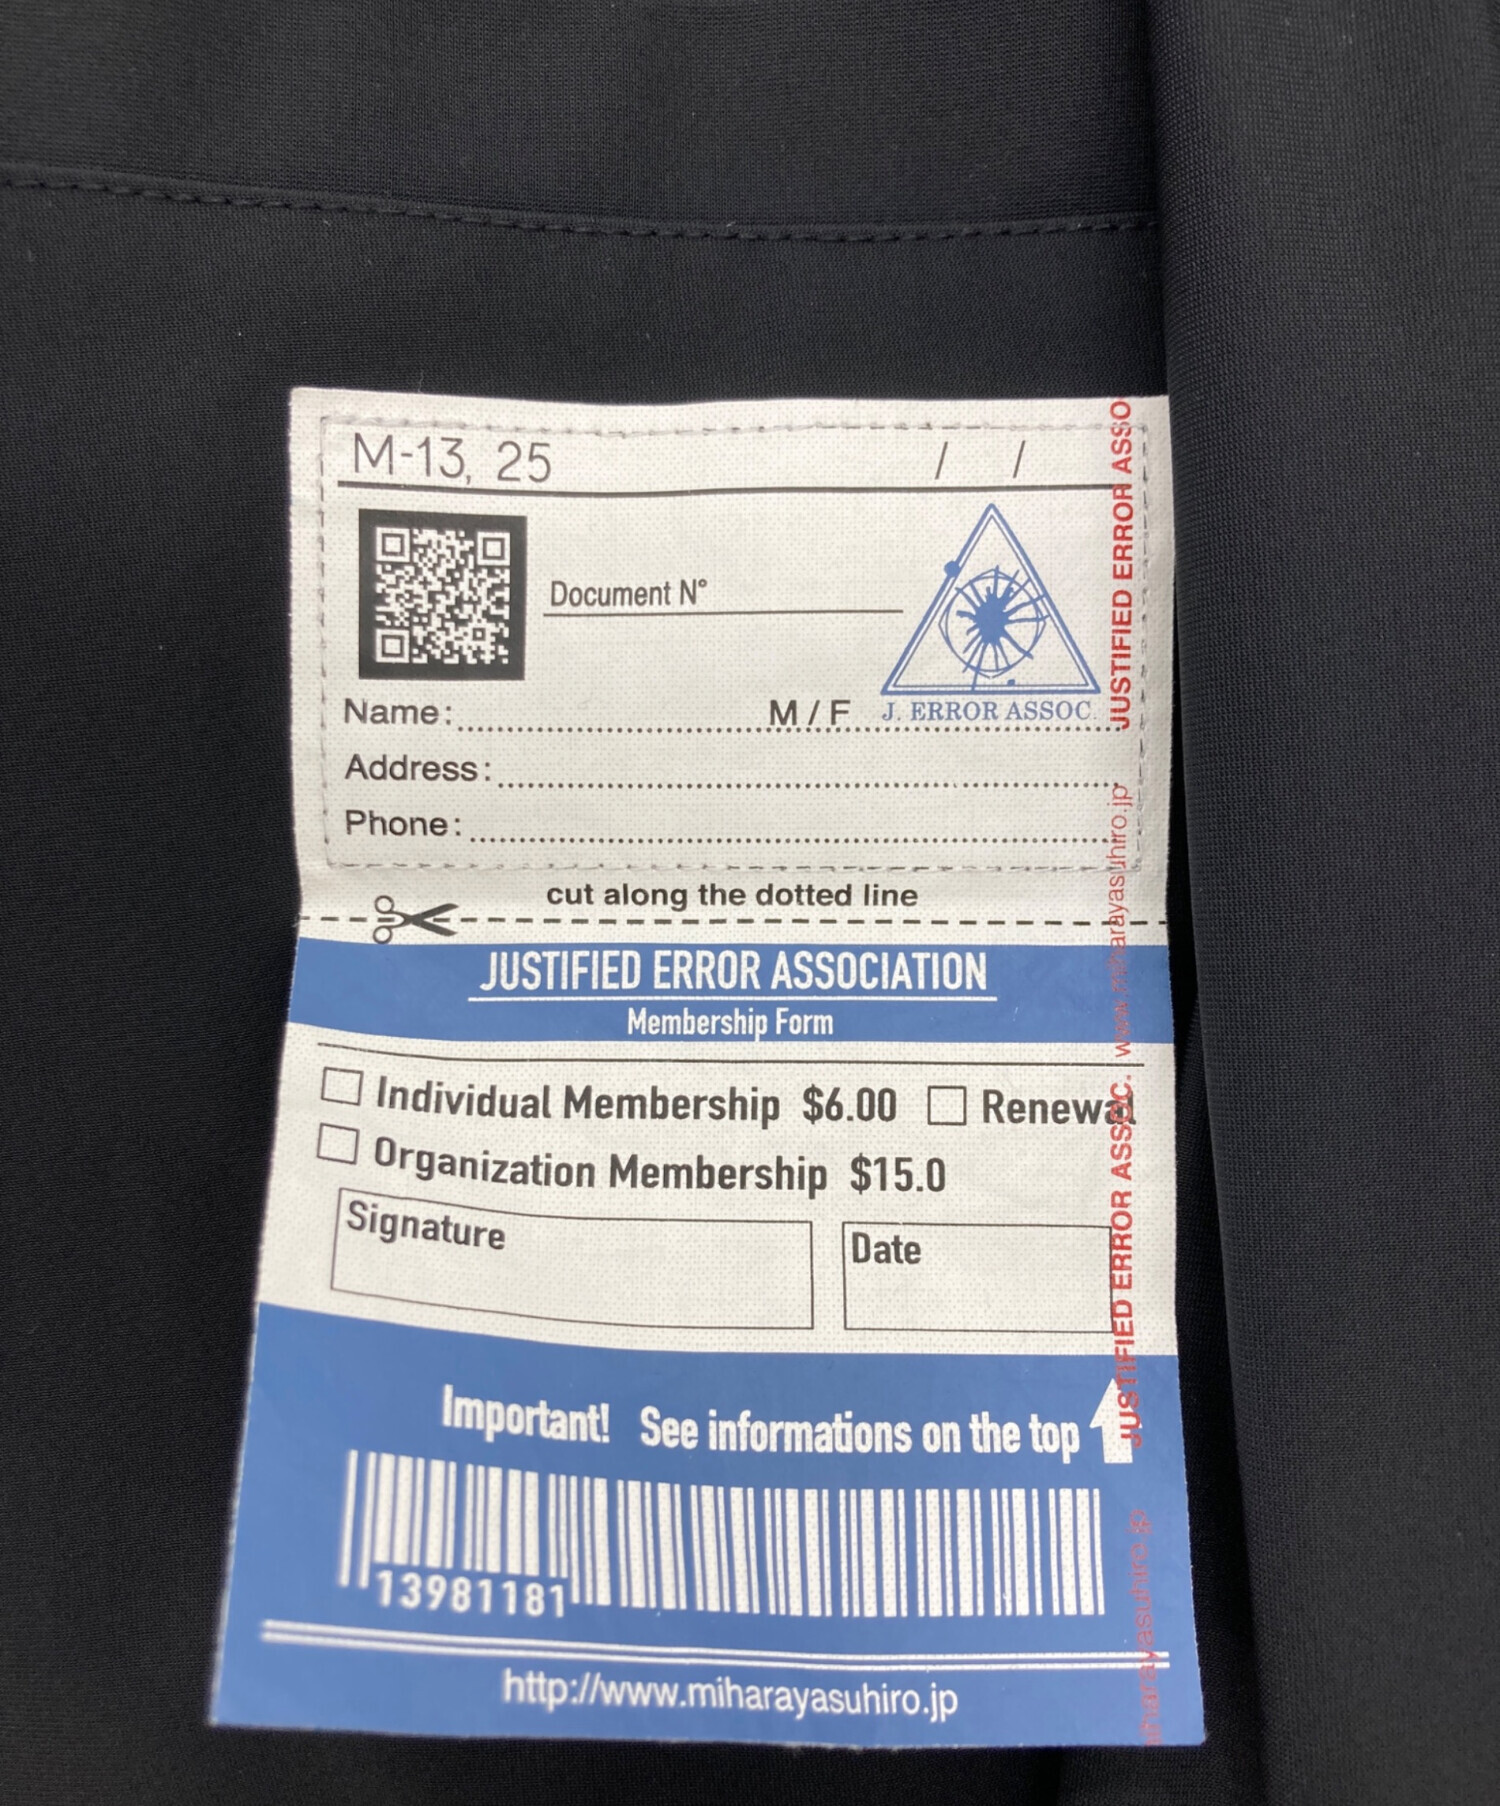 M-13, 25 / /
Document N°
J. ERROR ASSOC.
Name: M / F
Address:
Phone:
cut along the dotted line
JUSTIFIED ERROR ASSOCIATION
Membership Form
Individual Membership $6.00 Renewal
Organization Membership $15.0
Signature
Date
Important! See informations on the top
13981181
http://www.miharayasuhiro.jp
JUSTIFIED ERROR ASSO
www.miharayasuhiro.jp
JUSTIFIED ERROR ASSOC.
miharayasuhiro.jp